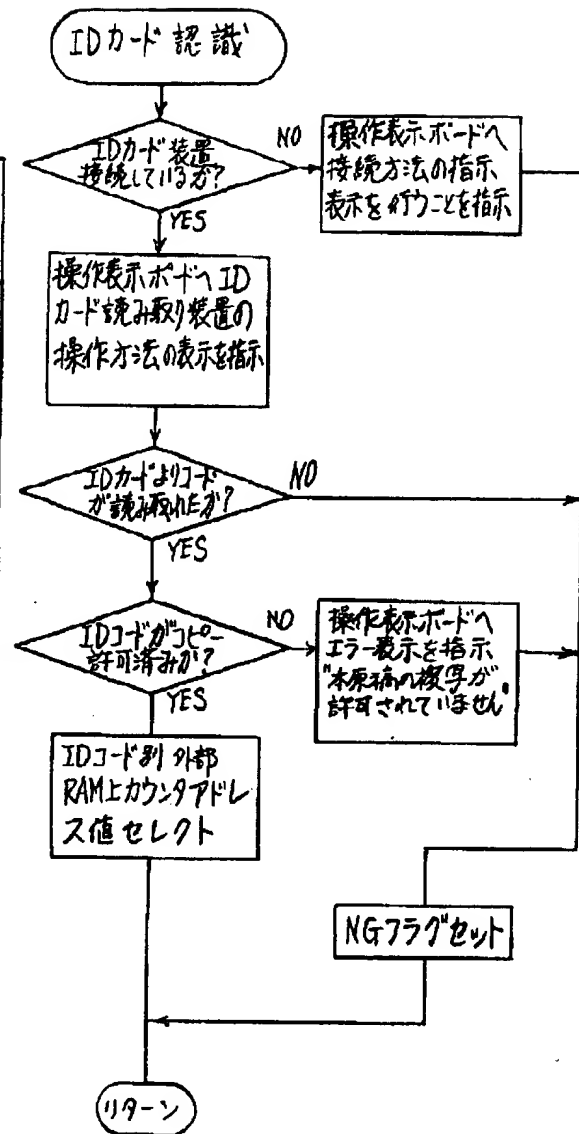 IDカード 認識
IDカード装置
接続しているか?
NO
操作表示ボードへ
接続方法の指示
表示を行うことを指示
YES
操作表示ボードへID
カード読み取り装置の
操作方法の表示を指示
IDカードよりコード
が読み取れたか?
NO
YES
IDコードがコピー
許可済みか?
NO
操作表示ボードへ
エラー表示を指示
"本原稿の複写が
許可されていません"
YES
IDコード別 外部
RAM上カウンタアドレ
ス値セレクト
NGフラグセット
リターン